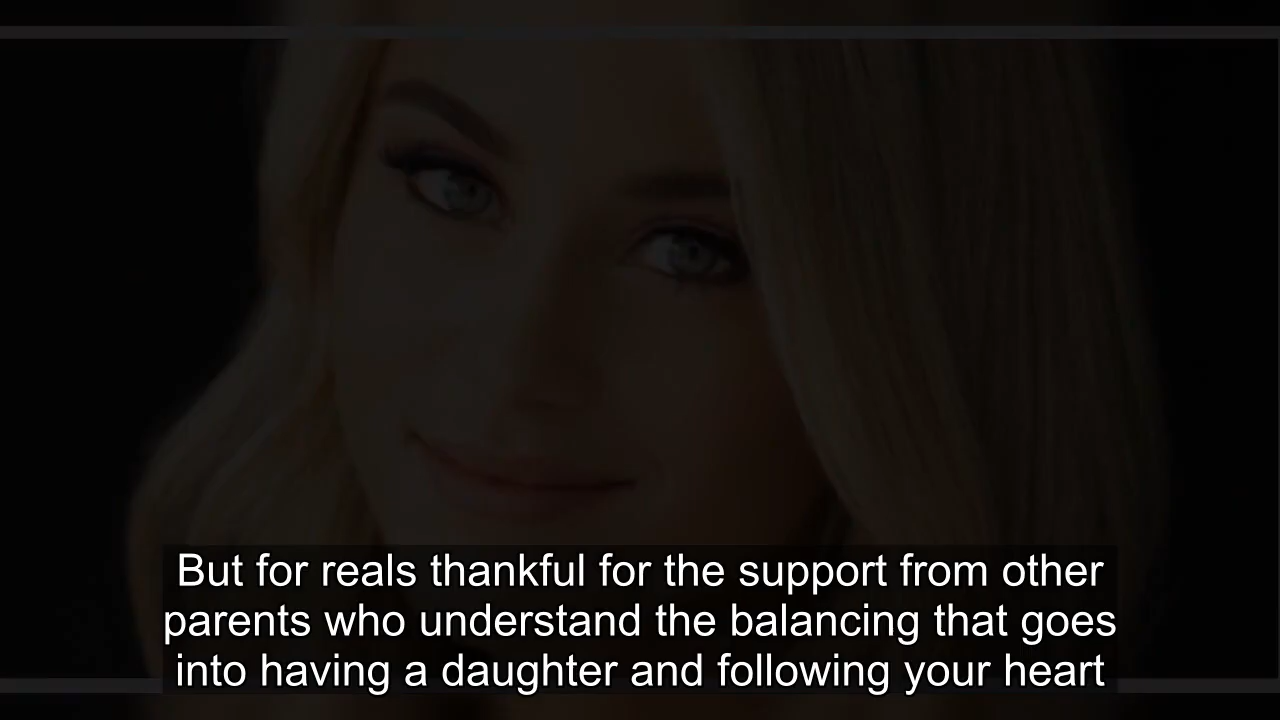 But for reals thankful for the support from other
parents who understand the balancing that goes
into having a daughter and following your heart